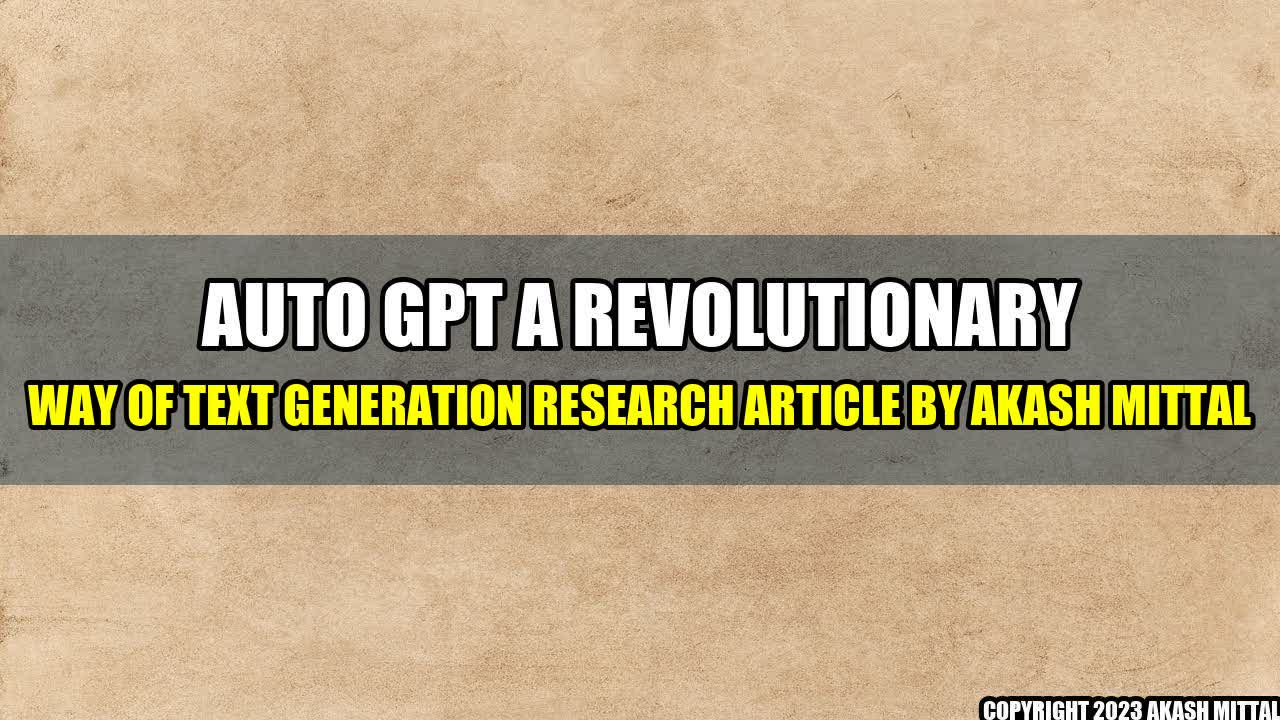 AUTO GPT A REVOLUTIONARY
WAY OF TEXT GENERATION RESEARCH ARTICLE BY AKASH MITTAL
COPYRIGHT 2023 AKASH MITTAL